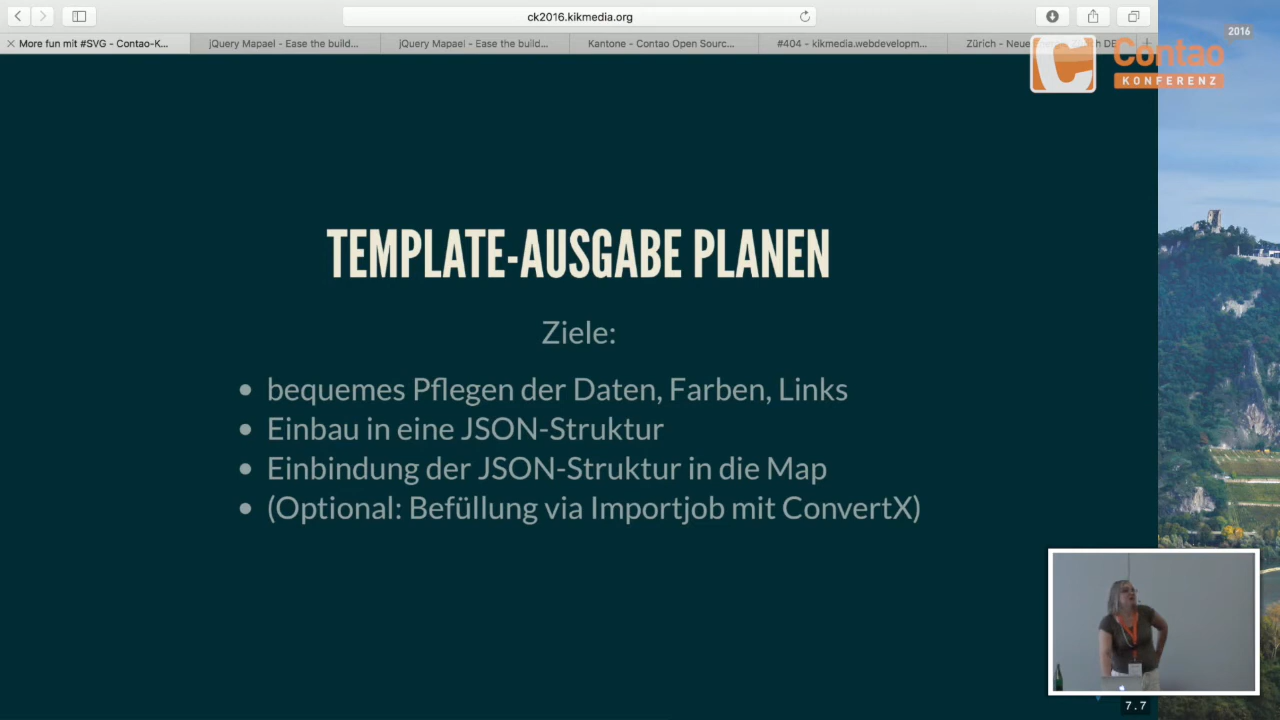 ck2016.kikmedia.org
More fun mit #SVG - Contao-K...
jQuery Mapael - Ease the build...
jQuery Mapael - Ease the build...
Kantone - Contao Open Sourc...
#404 - kikmedia.webdevelopm...
Zürich - Neue
2016
Contao
KONFERENZ
TEMPLATE-AUSGABE PLANEN
Ziele:
bequemes Pflegen der Daten, Farben, Links
Einbau in eine JSON-Struktur
Einbindung der JSON-Struktur in die Map
(Optional: Befüllung via Importjob mit ConvertX)
7.7